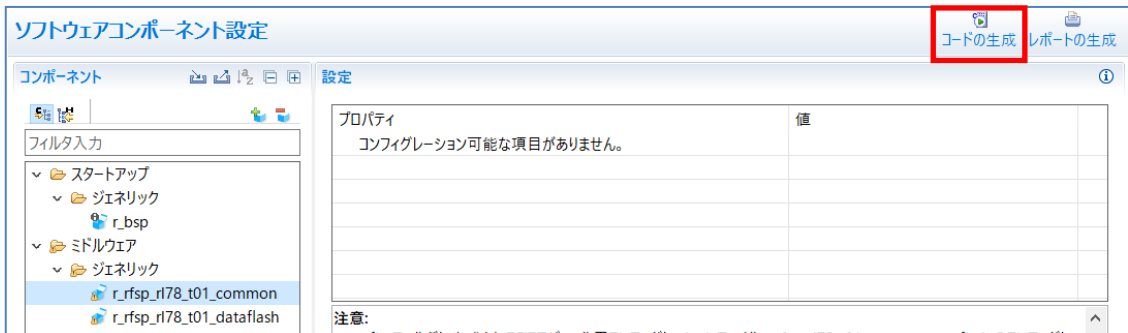 ソフトウェアコンポーネント設定
コードの生成 レポートの生成
コンポーネント
設定
フィルタ入力
プロパティ 値
コンフィグレーション可能な項目がありません。
スタートアップ
ジェネリック
r_bsp
ミドルウェア
ジェネリック
r_rfsp_rl78_t01_common
r_rfsp_rl78_t01_dataflash
注意: